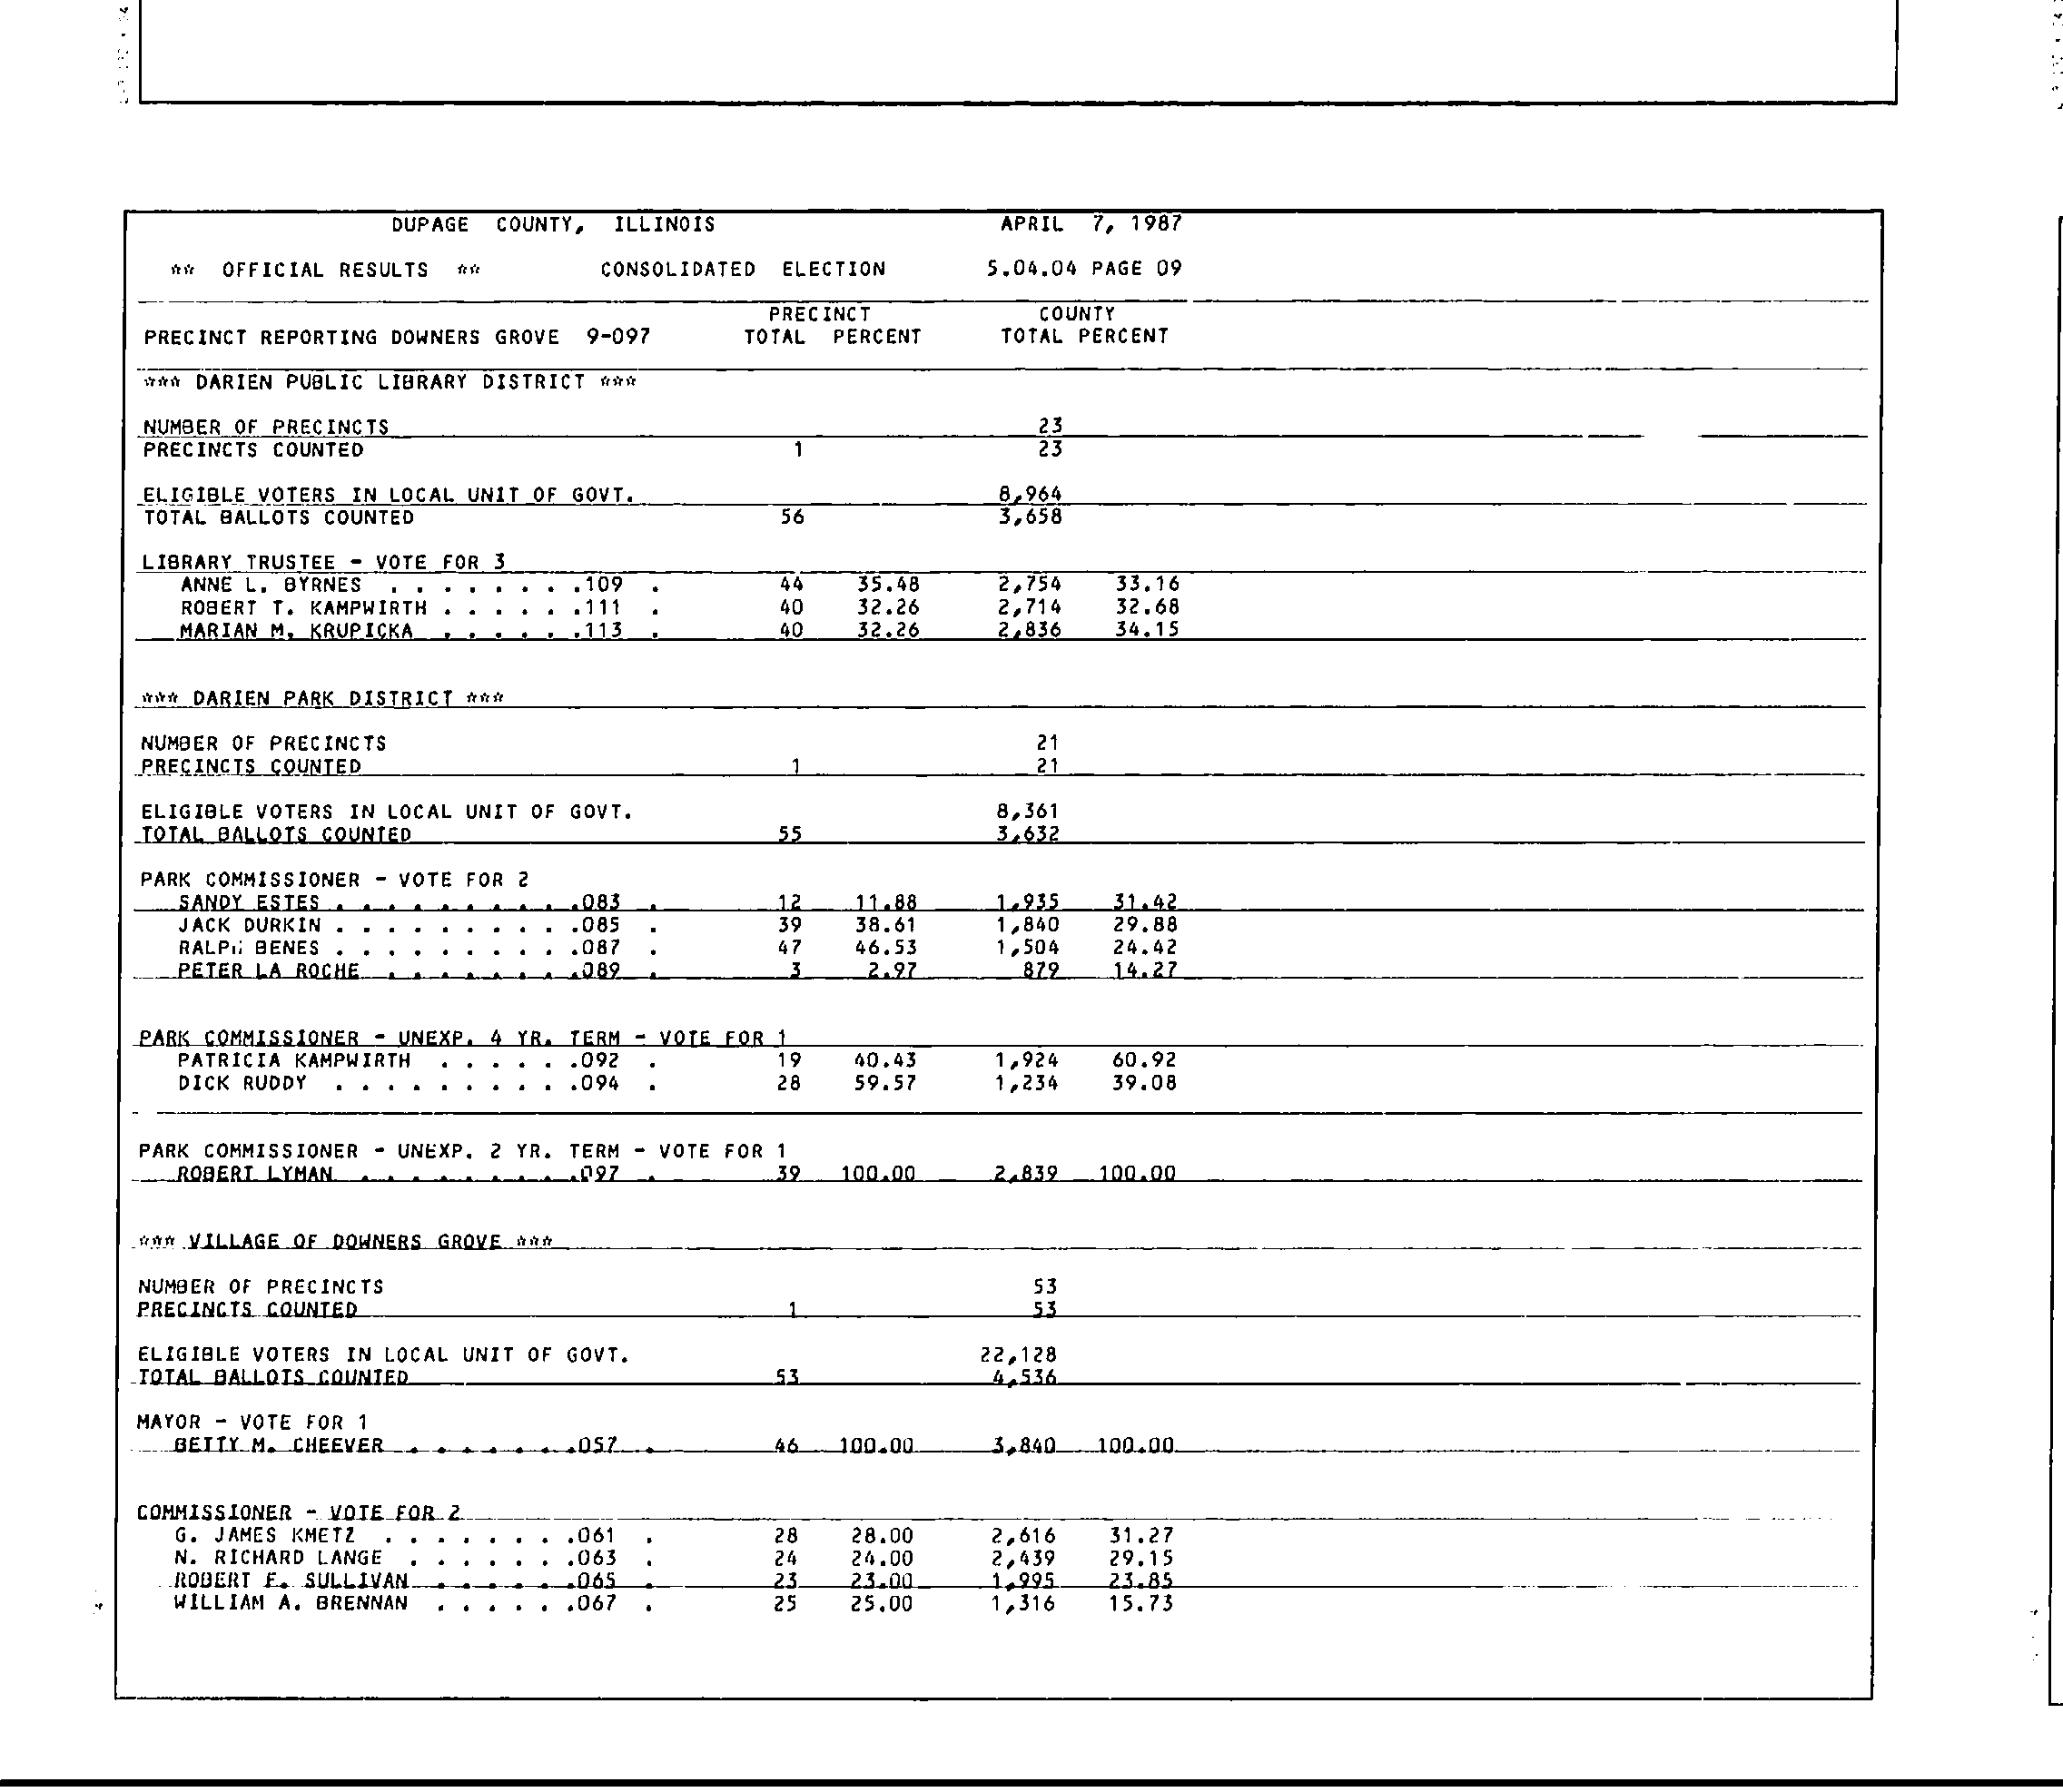 DUPAGE COUNTY, ILLINOIS APRIL 7, 1987
** OFFICIAL RESULTS ** CONSOLIDATED ELECTION 5.04.04 PAGE 09
PRECINCT COUNTY
PRECINCT REPORTING DOWNERS GROVE 9-097 TOTAL PERCENT TOTAL PERCENT
*** DARIEN PUBLIC LIBRARY DISTRICT ***
NUMBER OF PRECINCTS 23
PRECINCTS COUNTED 1 23
ELIGIBLE VOTERS IN LOCAL UNIT OF GOVT. 8,964
TOTAL BALLOTS COUNTED 56 3,658
LIBRARY TRUSTEE - VOTE FOR 3
ANNE L. BYRNES . . . . . . . .109 . 44 35.48 2,754 33.16
ROBERT T. KAMPWIRTH . . . . . .111 . 40 32.26 2,714 32.68
MARIAN M. KRUPICKA . . . . . .113 . 40 32.26 2,836 34.15
*** DARIEN PARK DISTRICT ***
NUMBER OF PRECINCTS 21
PRECINCTS COUNTED 1 21
ELIGIBLE VOTERS IN LOCAL UNIT OF GOVT. 8,361
TOTAL BALLOTS COUNTED 55 3,632
PARK COMMISSIONER - VOTE FOR 2
SANDY ESTES . . . . . . . . . .083 . 12 11.88 1,935 31.42
JACK DURKIN . . . . . . . . . .085 . 39 38.61 1,840 29.88
RALPH BENES . . . . . . . . . .087 . 47 46.53 1,504 24.42
PETER LA ROCHE . . . . . . . .089 . 3 2.97 879 14.27
PARK COMMISSIONER - UNEXP. 4 YR. TERM - VOTE FOR 1
PATRICIA KAMPWIRTH . . . . . .092 . 19 40.43 1,924 60.92
DICK RUDDY . . . . . . . . . .094 . 28 59.57 1,234 39.08
PARK COMMISSIONER - UNEXP. 2 YR. TERM - VOTE FOR 1
ROBERT LYMAN . . . . . . . . .097 . 39 100.00 2,839 100.00
*** VILLAGE OF DOWNERS GROVE ***
NUMBER OF PRECINCTS 53
PRECINCTS COUNTED 1 53
ELIGIBLE VOTERS IN LOCAL UNIT OF GOVT. 22,128
TOTAL BALLOTS COUNTED 53 4,536
MAYOR - VOTE FOR 1
BETTY M. CHEEVER . . . . . . .057 . 46 100.00 3,840 100.00
COMMISSIONER - VOTE FOR 2
G. JAMES KMETZ . . . . . . . .061 . 28 28.00 2,616 31.27
N. RICHARD LANGE . . . . . . .063 . 24 24.00 2,439 29.15
ROBERT F. SULLIVAN . . . . . .065 . 23 23.00 1,995 23.85
WILLIAM A. BRENNAN . . . . . .067 . 25 25.00 1,316 15.73